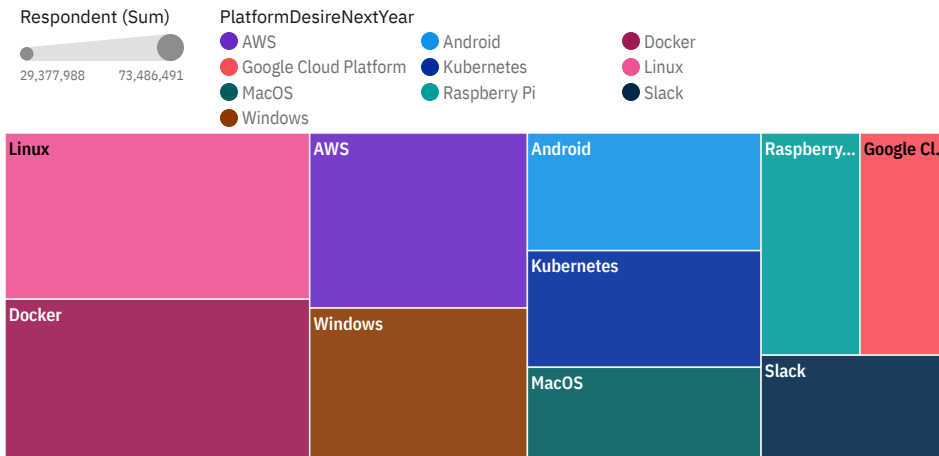 Respondent (Sum)
29,377,988 73,486,491
PlatformDesireNextYear
AWS Android Docker
Google Cloud Platform Kubernetes Linux
MacOS Raspberry Pi Slack
Windows
Linux AWS Android Raspberry... Google Cl.
Kubernetes
Docker
Windows
Slack
MacOS